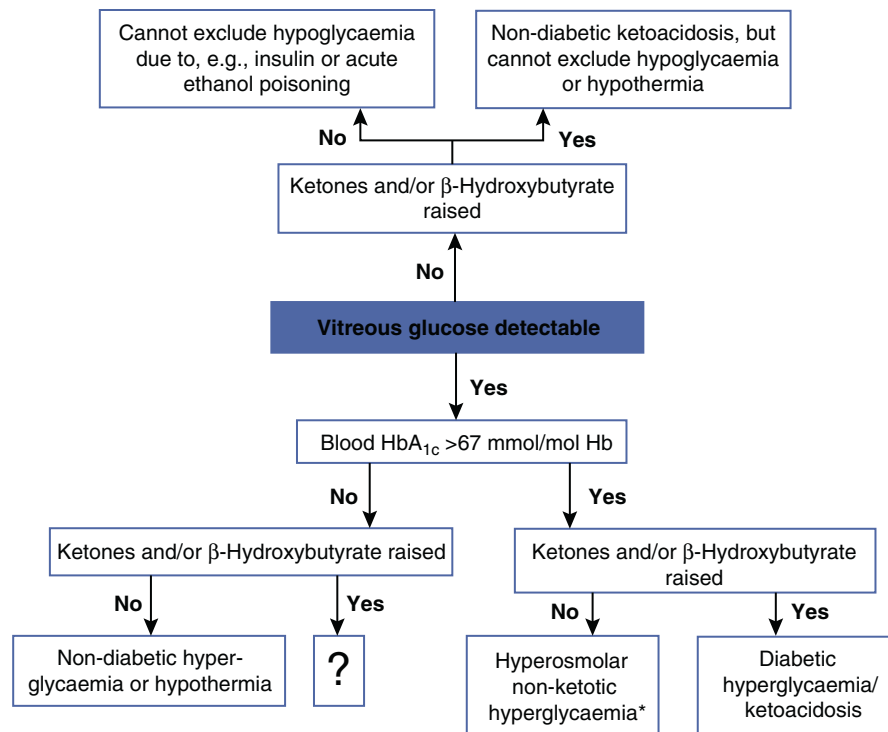 Cannot exclude hypoglycaemia
due to, e.g., insulin or acute
ethanol poisoning
Non-diabetic ketoacidosis, but
cannot exclude hypoglycaemia
or hypothermia
No
Yes
Ketones and/or β-Hydroxybutyrate
raised
No
Vitreous glucose detectable
Yes
Blood HbA1c >67 mmol/mol Hb
No
Yes
Ketones and/or β-Hydroxybutyrate raised
Ketones and/or β-Hydroxybutyrate
raised
No
Yes
No
Yes
Non-diabetic hyper-
glycaemia or hypothermia
?
Hyperosmolar
non-ketotic
hyperglycaemia*
Diabetic
hyperglycaemia/
ketoacidosis